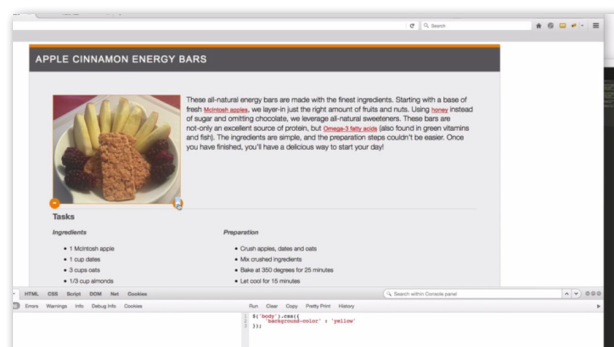 Search
APPLE CINNAMON ENERGY BARS
These all-natural energy bars are made with the finest ingredients. Starting with a base of
fresh McIntosh apples, we layer-in just the right amount of fruits and nuts. Using honey instead
of sugar and omitting chocolate, we leverage all-natural sweeteners. These bars are
not-only an excellent source of protein, but Omega-3 fatty acids (also found in green vitamins
and fish). The ingredients are simple, and the preparation steps couldn't be easier. Once
you have finished, you'll have a delicious way to start your day!
Tasks
Ingredients
• 1 McIntosh apple
• 1 cup dates
• 3 cups oats
• 1/3 cup almonds
Preparation
• Crush apples, dates and oats
• Mix crushed ingredients
• Bake at 350 degrees for 25 minutes
• Let cool for 15 minutes
HTML CSS Script DOM Net Cookies
Search within Console panel
Errors Warnings Info Debug Info Cookies
Run Clear Copy Pretty Print History
1 $('body').css({
2 'background-color' : 'yellow'
3 });